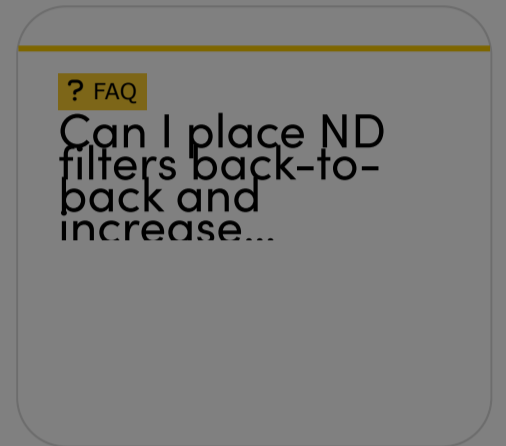 ? FAQ
Can I place ND
filters back-to-
back and
increase...